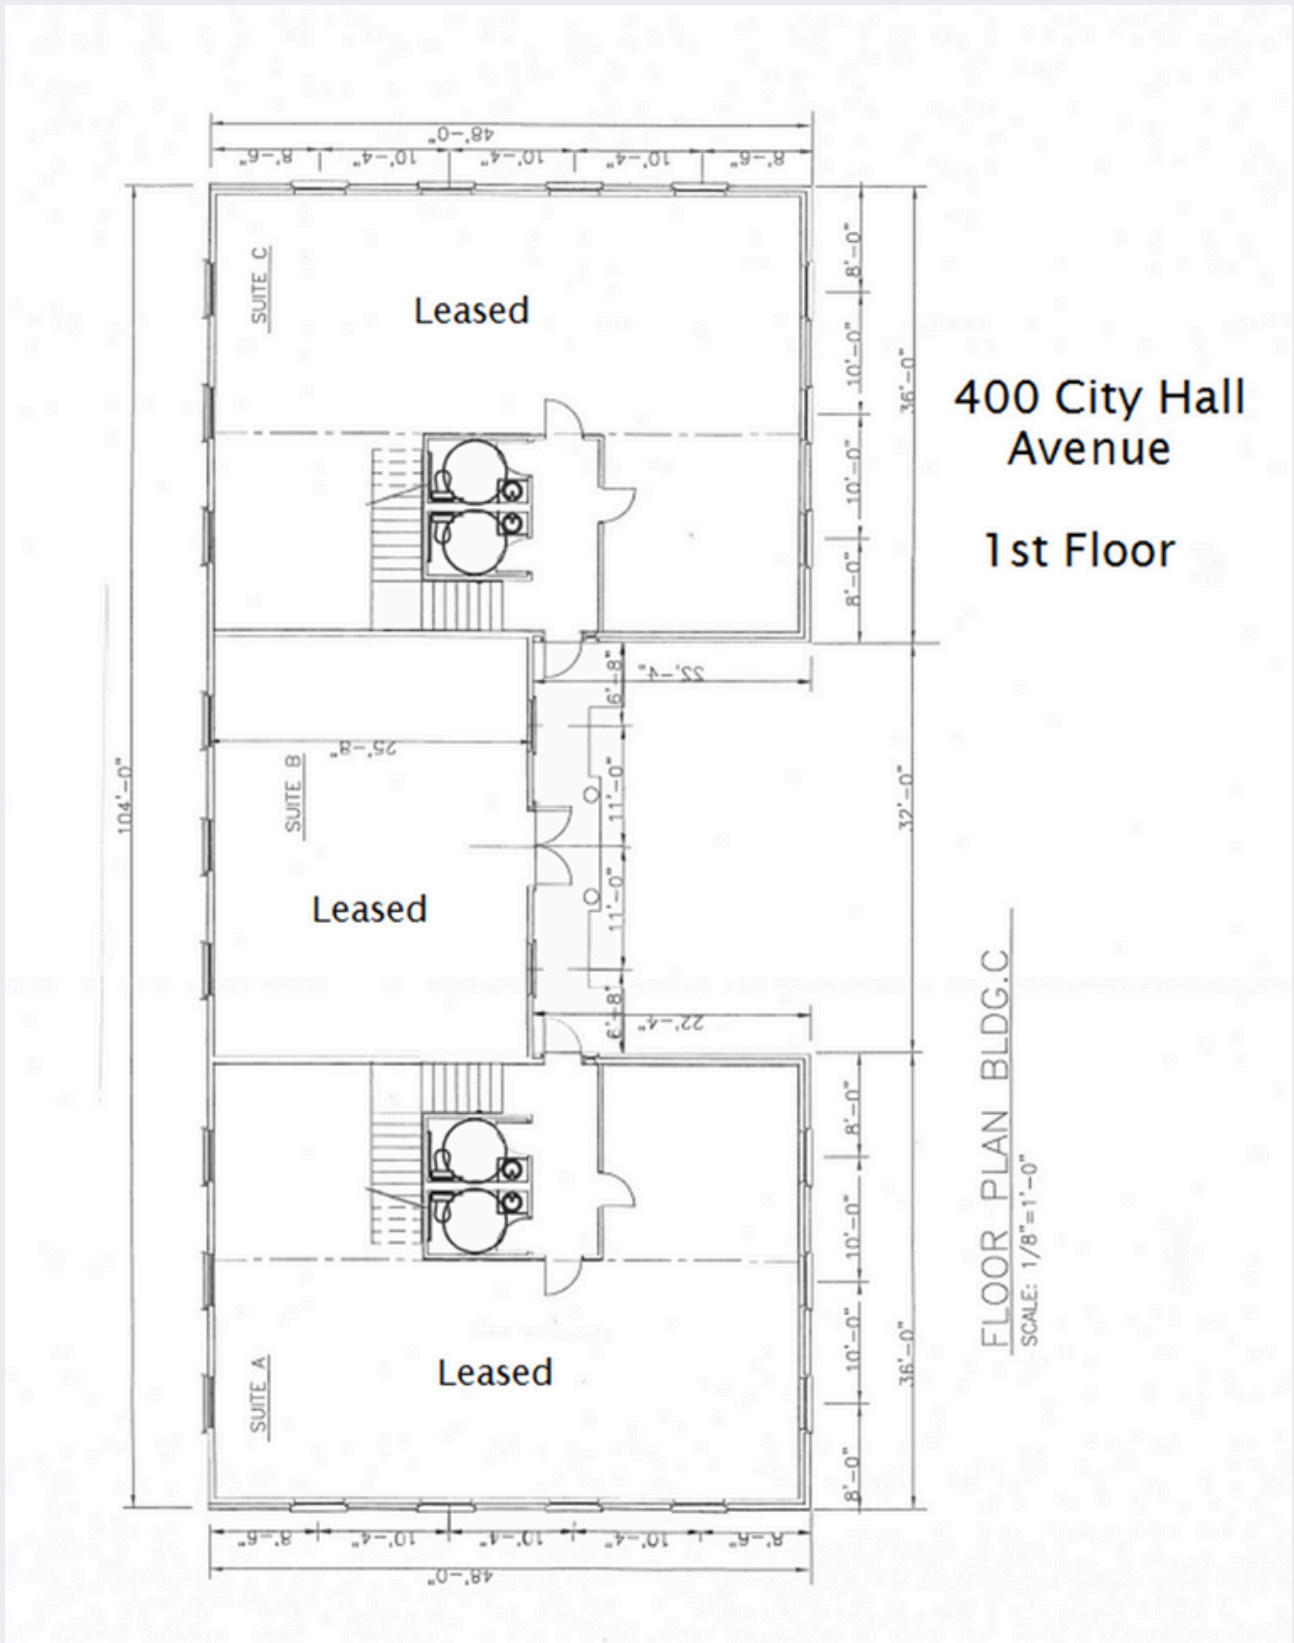 48'-0"
8'-6"
10'-4"
10'-4"
10'-4"
8'-6"
SUITE C
Leased
8'-0"
10'-0"
10'-0"
8'-0"
36'-0"
400 City Hall
Avenue
1st Floor
22'-4"
6'-8"
25'-8"
SUITE B
104'-0"
11'-0"
11'-0"
32'-0"
Leased
6'-8"
22'-4"
FLOOR PLAN BLDG.C
SCALE: 1/8"=1'-0"
8'-0"
10'-0"
10'-0"
8'-0"
36'-0"
SUITE A
Leased
8'-6"
10'-4"
10'-4"
10'-4"
8'-6"
48'-0"